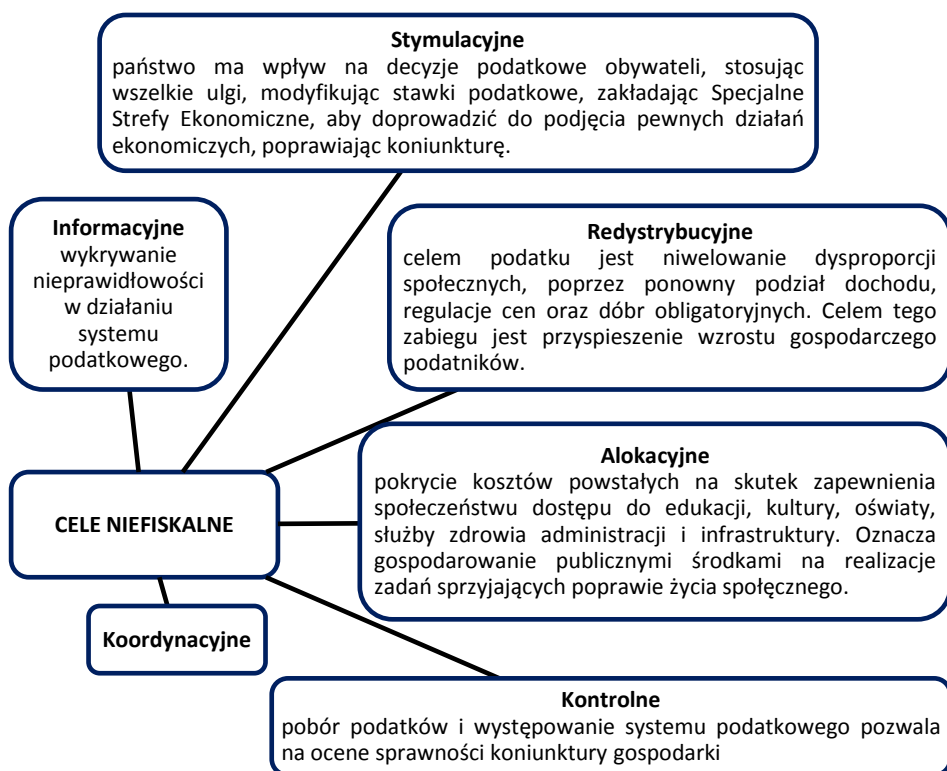 Stymulacyjne
państwo ma wpływ na decyzje podatkowe obywateli, stosując
wszelkie ulgi, modyfikując stawki podatkowe, zakładając Specjalne
Strefy Ekonomiczne, aby doprowadzić do podjęcia pewnych działań
ekonomiczych, poprawiając koniunkturę.
Informacyjne
wykrywanie
nieprawidłowości
w działaniu
systemu
podatkowego.
Redystrybucyjne
celem podatku jest niwelowanie dysproporcji
społecznych, poprzez ponowny podział dochodu,
regulacje cen oraz dóbr obligatoryjnych. Celem tego
zabiegu jest przyspieszenie wzrostu gospodarczego
podatników.
CELE NIEFISKALNE
Alokacyjne
pokrycie kosztów powstałych na skutek zapewnienia
społeczeństwu dostępu do edukacji, kultury, oświaty,
służby zdrowia administracji i infrastruktury. Oznacza
gospodarowanie publicznymi środkami na realizacje
zadań sprzyjających poprawie życia społęcznego.
Koordynacyjne
Kontrolne
pobór podatków i występowanie systemu podatkowego pozwala
na ocene sprawności koniunktury gospodarki